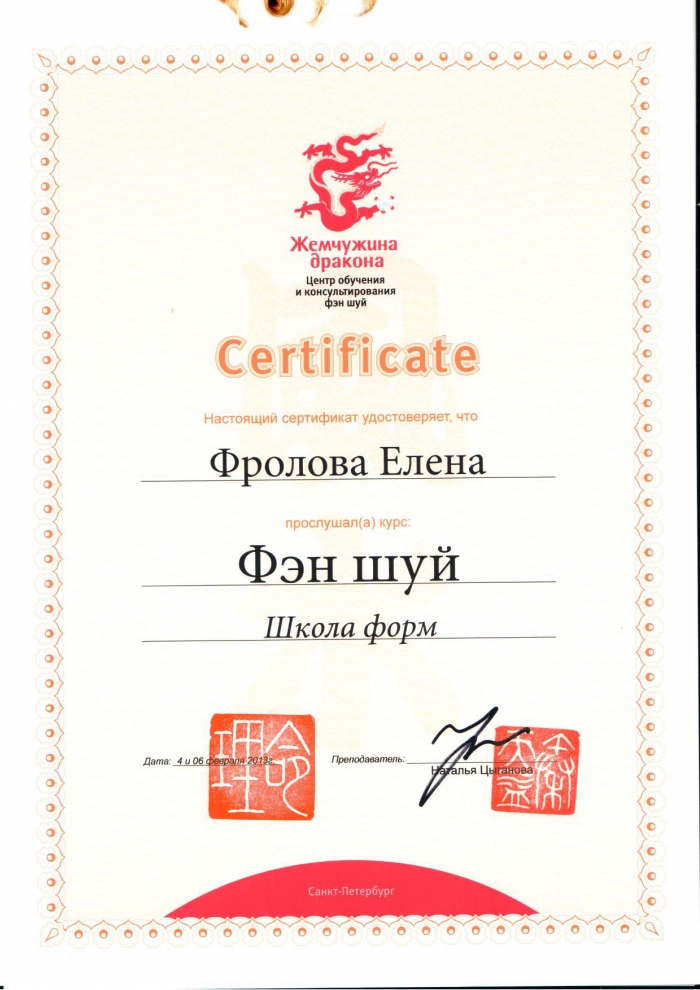 Жемчужина
дракона
Центр обучения
и консультирования
фэн шуй
Certificate
Настоящий сертификат удостоверяет, что
Фролова Елена
прослушал(а) курс:
Фэн шуй
Школа форм
Дата: 4 и 06 февраля 2013г.
Преподаватель:
Наталья Цыганова
Санкт-Петербург